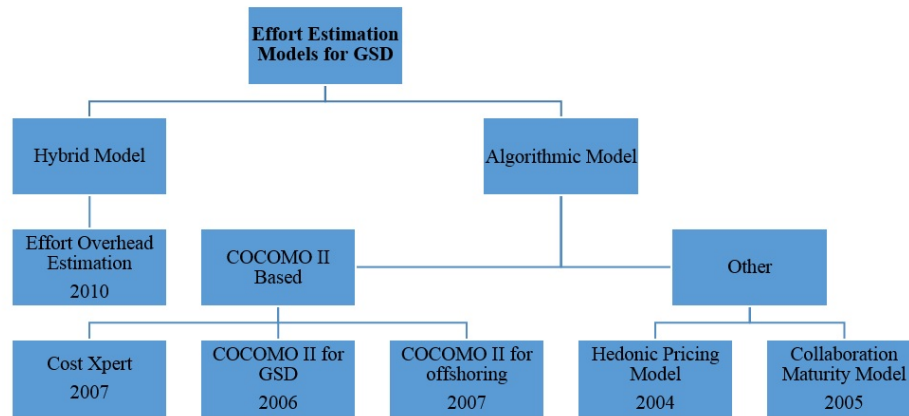 Effort Estimation
Models for GSD
Hybrid Model
Algorithmic Model
Effort Overhead
Estimation
2010
COCOMO II
Based
Other
Cost Xpert
2007
COCOMO II for
GSD
2006
COCOMO II for
offshoring
2007
Hedonic Pricing
Model
2004
Collaboration
Maturity Model
2005